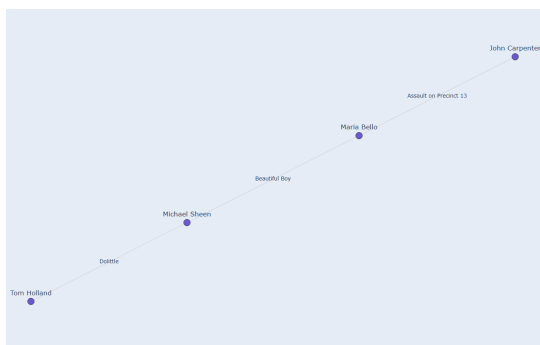 John Carpenter
Assault on Precinct 13
Maria Bello
Beautiful Boy
Michael Sheen
Dolittle
Tom Holland